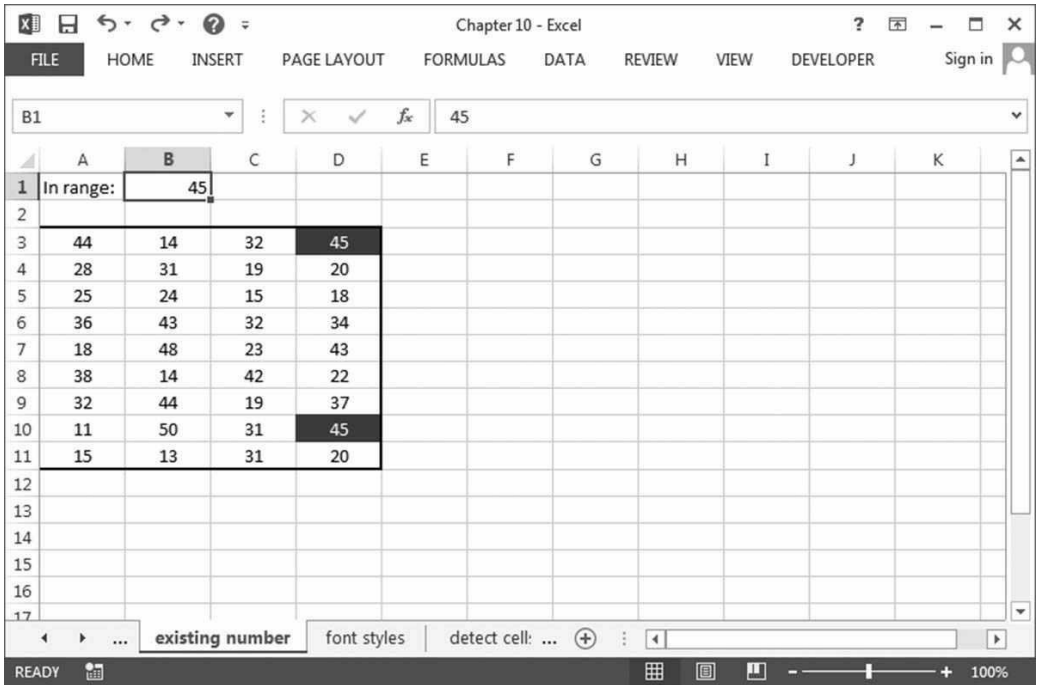 Chapter 10 - Excel
FILE HOME INSERT PAGE LAYOUT FORMULAS DATA REVIEW VIEW DEVELOPER Sign in
B1 fx 45
A B C D E F G H I J K
1 In range: 45
2
3 44 14 32 45
4 28 31 19 20
5 25 24 15 18
6 36 43 32 34
7 18 48 23 43
8 38 14 42 22
9 32 44 19 37
10 11 50 31 45
11 15 13 31 20
12
13
14
15
16
17
... existing number font styles detect cell: ...
READY 100%